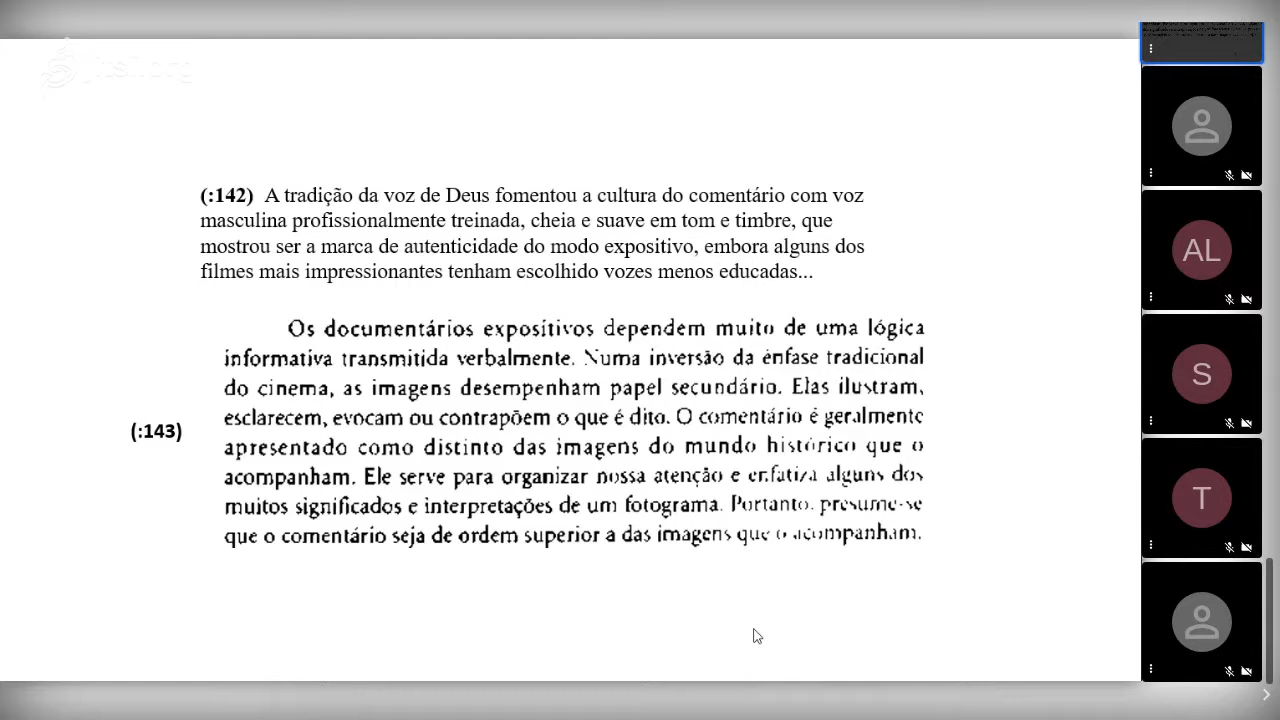 jitsi.org
(:142) A tradição da voz de Deus fomentou a cultura do comentário com voz
masculina profissionalmente treinada, cheia e suave em tom e timbre, que
mostrou ser a marca de autenticidade do modo expositivo, embora alguns dos
filmes mais impressionantes tenham escolhido vozes menos educadas...
Os documentários expositivos dependem muito de uma lógica
informativa transmitida verbalmente. Numa inversão da ênfase tradicional
do cinema, as imagens desempenham papel secundário. Elas ilustram,
esclarecem, evocam ou contrapõem o que é dito. O comentário é geralmente
(:143)
apresentado como distinto das imagens do mundo histórico que o
acompanham. Ele serve para organizar nossa atenção e enfatiza alguns dos
muitos significados e interpretações de um fotograma. Portanto, presume-se
que o comentário seja de ordem superior a das imagens que o acompanham.
AL
S
T